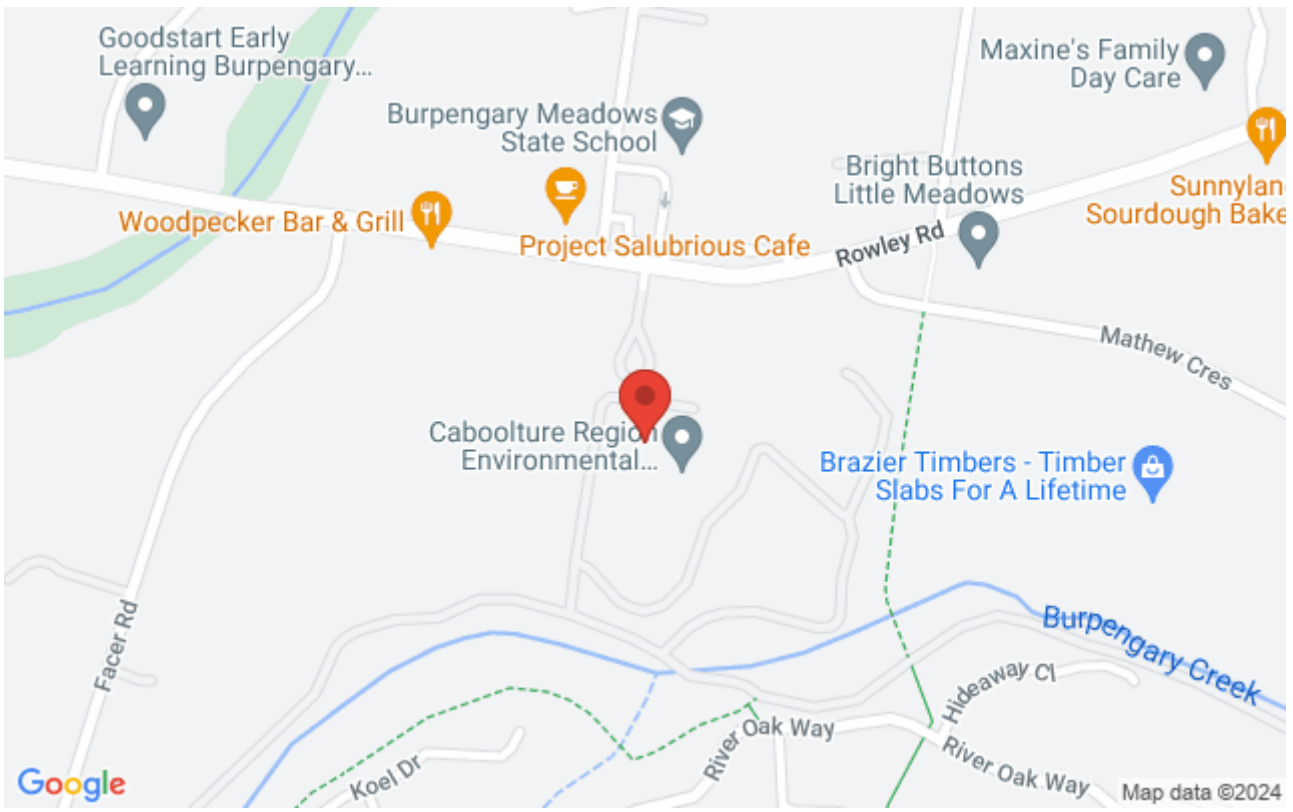 Goodstart Early
Learning Burpengary...
Maxine's Family
Day Care
Burpengary Meadows
State School
Bright Buttons
Little Meadows
Woodpecker Bar & Grill
Project Salubrious Cafe
Sunnylan
Sourdough Bake
Rowley Rd
Mathew Cres
Caboolture Region
Environmental...
Brazier Timbers - Timber
Slabs For A Lifetime
Facer Rd
Burpengary Creek
Hideaway Cl
River Oak Way
River Oak Way
Koel Dr
Google
Map data ©2024